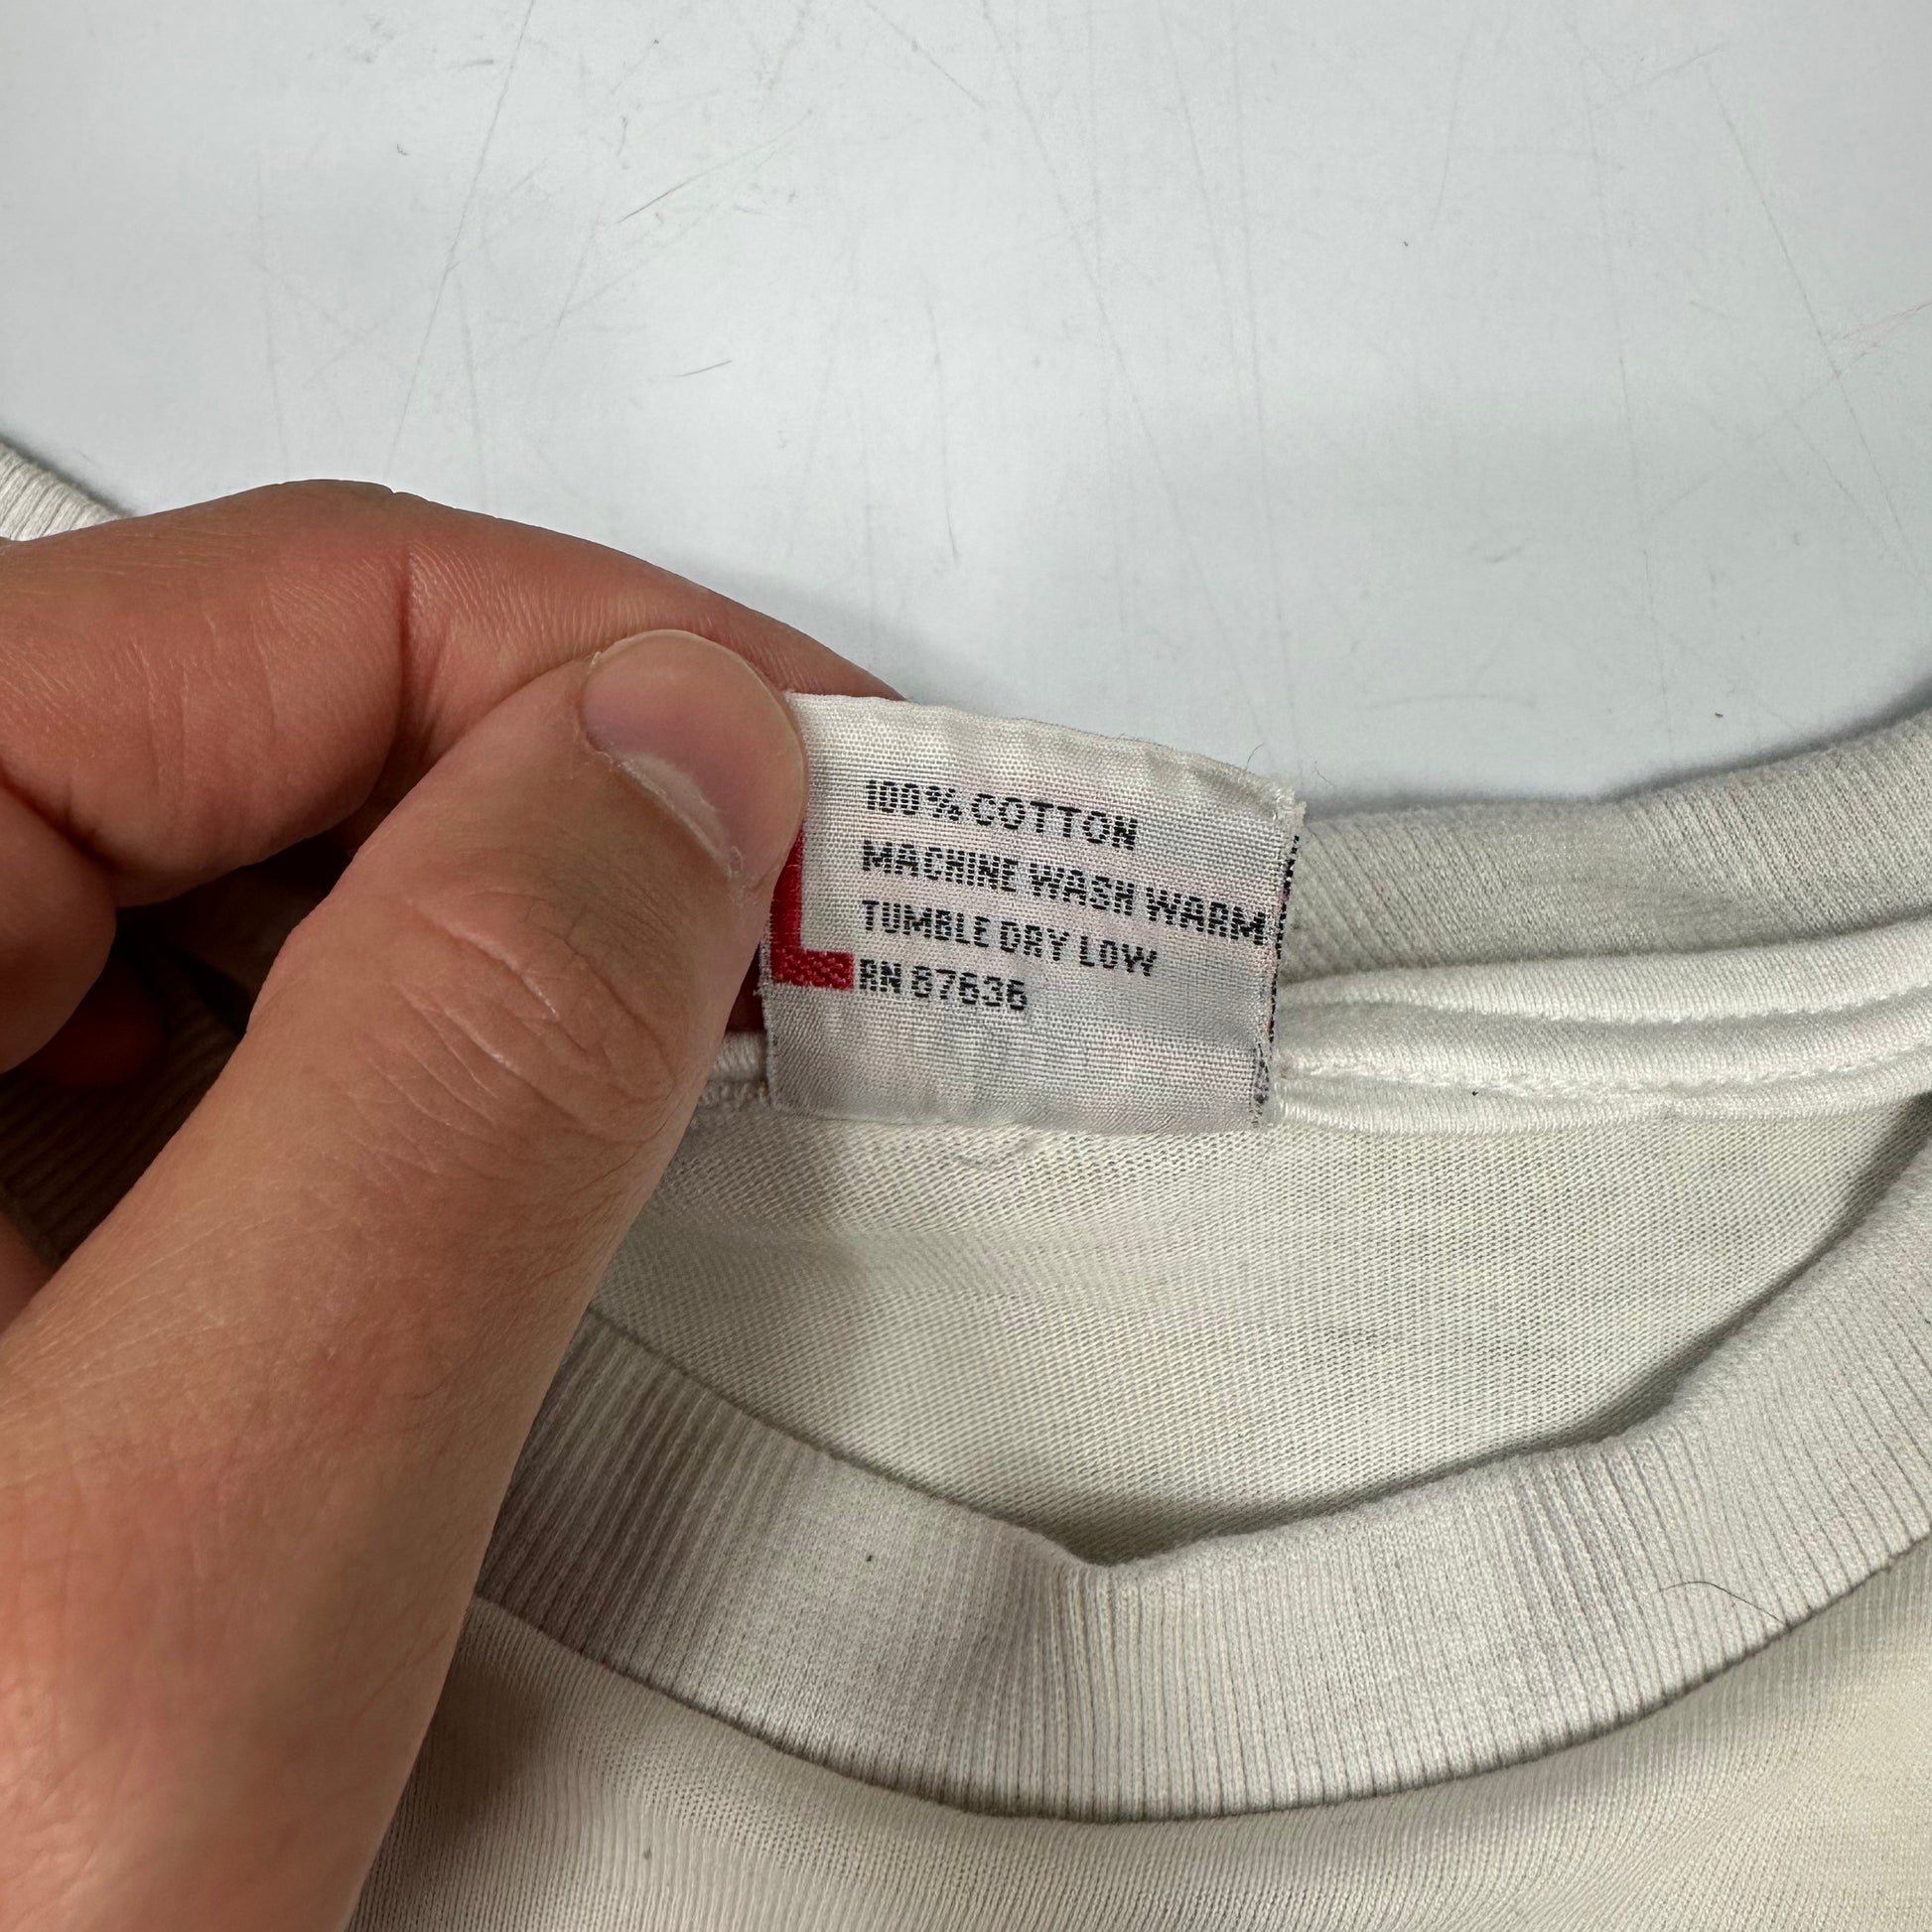 100% COTTON
MACHINE WASH WARM
TUMBLE DRY LOW
L
RN 87636